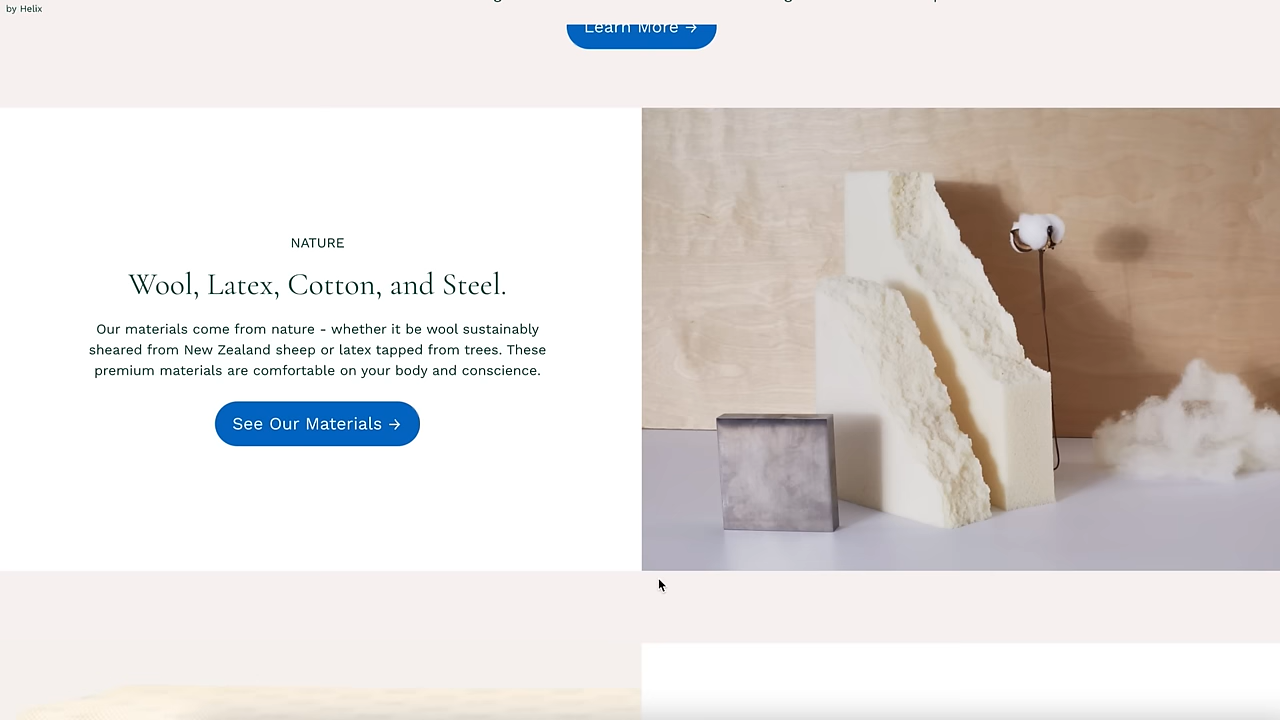 by Helix
Learn More →
NATURE
Wool, Latex, Cotton, and Steel.
Our materials come from nature - whether it be wool sustainably
sheared from New Zealand sheep or latex tapped from trees. These
premium materials are comfortable on your body and conscience.
See Our Materials →